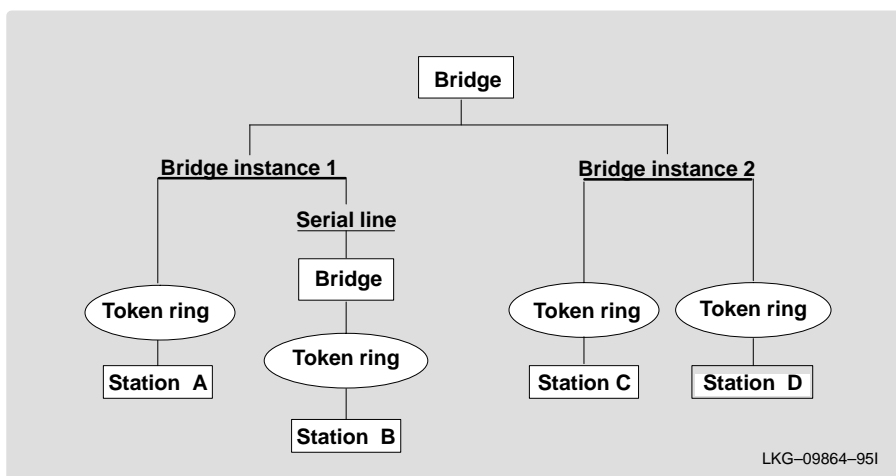 Bridge
Bridge instance 1
Bridge instance 2
Serial line
Bridge
Token ring
Token ring
Token ring
Token ring
Station A
Station C
Station D
Station B
LKG–09864–95I